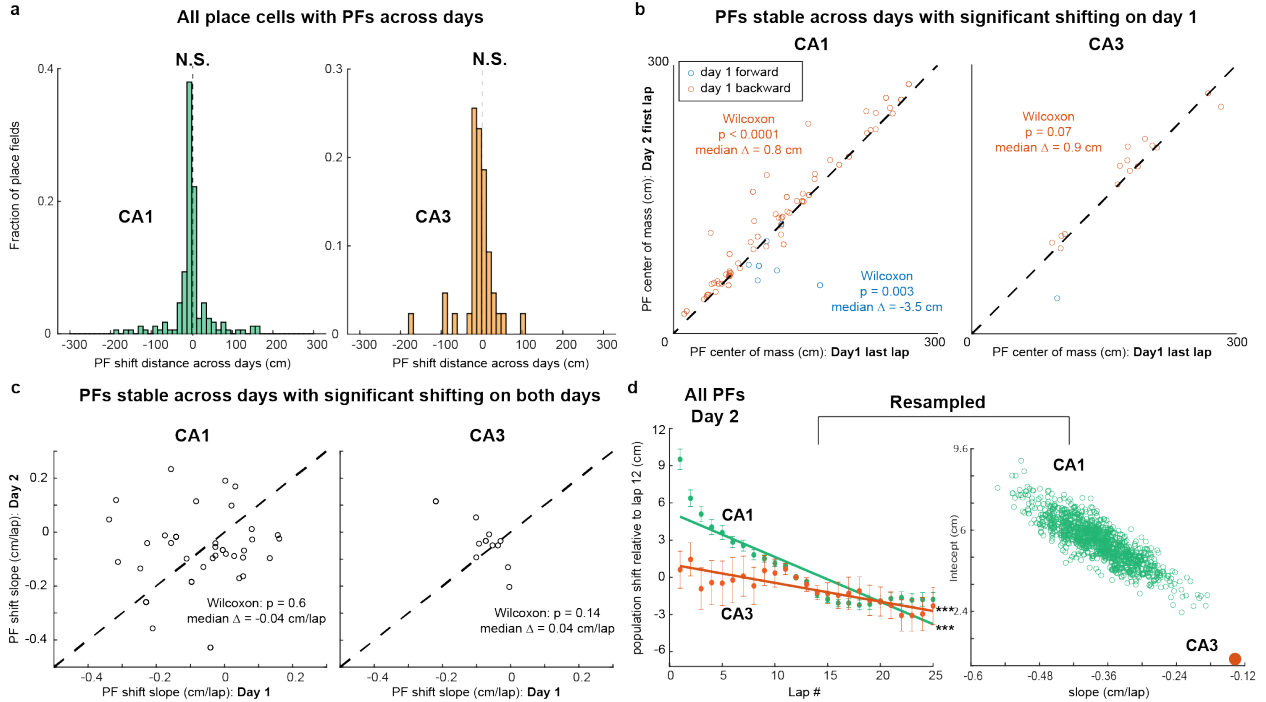 a
All place cells with PFs across days
N.S.
0.4
0.2
0
Fraction of place fields
CA1
-300 -200 -100 0 100 200 300
PF shift distance across days (cm)
N.S.
0.3
0.2
0.1
0
CA3
-300 -200 -100 0 100 200 300
PF shift distance across days (cm)
b
PFs stable across days with significant shifting on day 1
CA1
300
day 1 forward
day 1 backward
Wilcoxon
p < 0.0001
median Δ = 0.8 cm
Wilcoxon
p = 0.003
median Δ = -3.5 cm
PF center of mass (cm): Day 2 first lap
0
PF center of mass (cm): Day1 last lap
300
CA3
Wilcoxon
p = 0.07
median Δ = 0.9 cm
0
PF center of mass (cm): Day1 last lap
300
c
PFs stable across days with significant shifting on both days
CA1
0.2
0
-0.2
-0.4
PF shift slope (cm/lap): Day 2
Wilcoxon: p = 0.6
median Δ = -0.04 cm/lap
-0.4 -0.2 0 0.2
PF shift slope (cm/lap): Day 1
CA3
Wilcoxon: p = 0.14
median Δ = 0.04 cm/lap
-0.4 -0.2 0 0.2
PF shift slope (cm/lap): Day 1
d
All PFs
Day 2
Resampled
12
9
6
3
0
-3
-6
population shift relative to lap 12 (cm)
CA1
CA3
***
***
0 5 10 15 20 25
Lap #
9.6
2.4
Intercept (cm)
CA1
CA3
-0.6 -0.48 -0.36 -0.24 -0.12
slope (cm/lap)